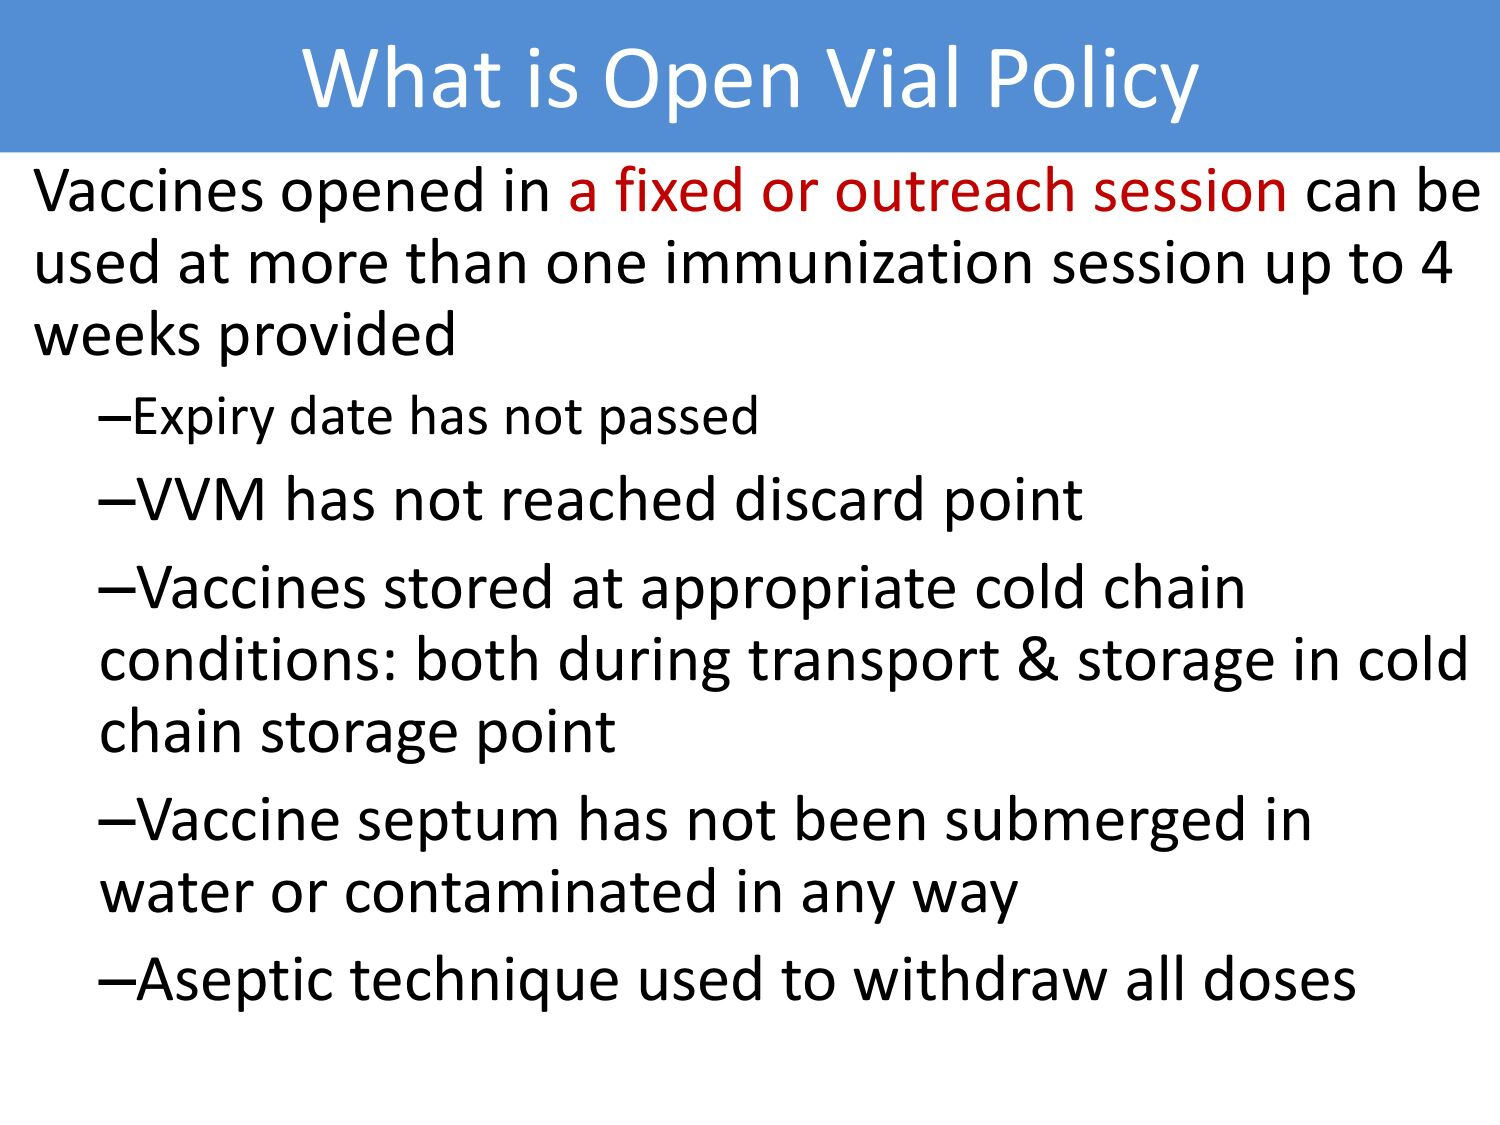 What is Open Vial Policy
Vaccines opened in a fixed or outreach session can be
used at more than one immunization session up to 4
weeks provided
–Expiry date has not passed
–VVM has not reached discard point
–Vaccines stored at appropriate cold chain
conditions: both during transport & storage in cold
chain storage point
–Vaccine septum has not been submerged in
water or contaminated in any way
–Aseptic technique used to withdraw all doses